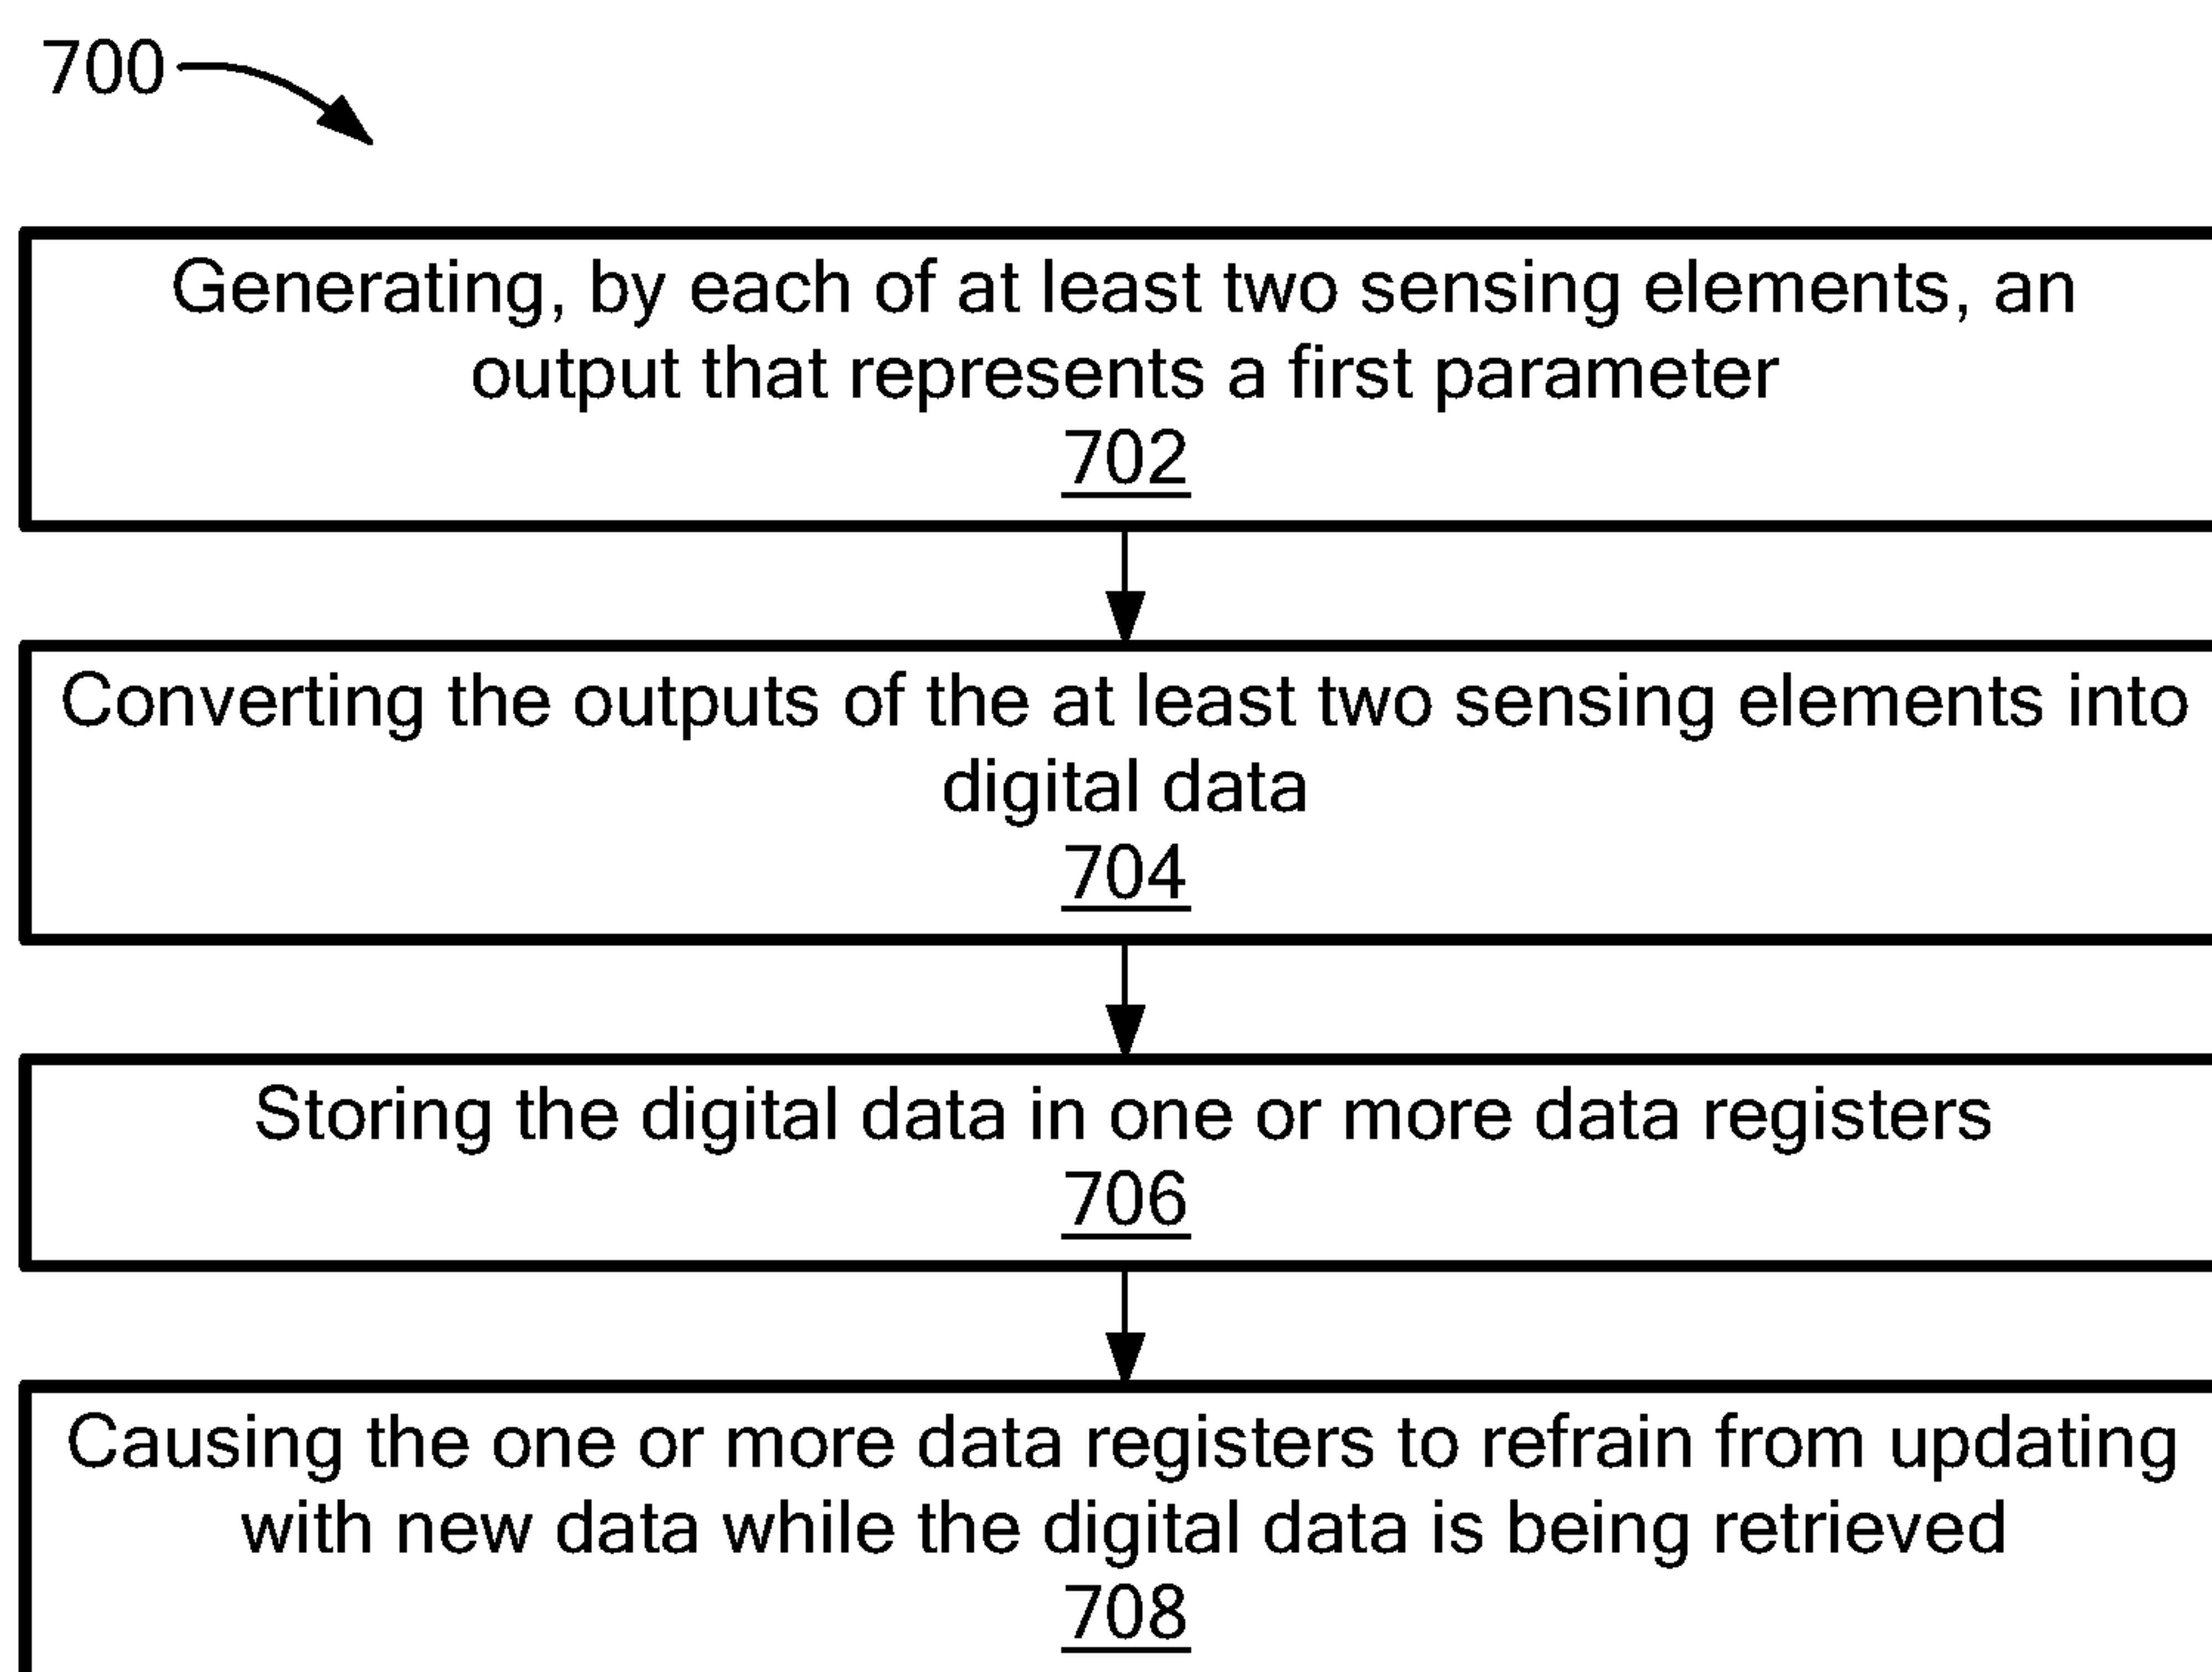 700
Generating, by each of at least two sensing elements, an
output that represents a first parameter
702
Converting the outputs of the at least two sensing elements into
digital data
704
Storing the digital data in one or more data registers
706
Causing the one or more data registers to refrain from updating
with new data while the digital data is being retrieved
708